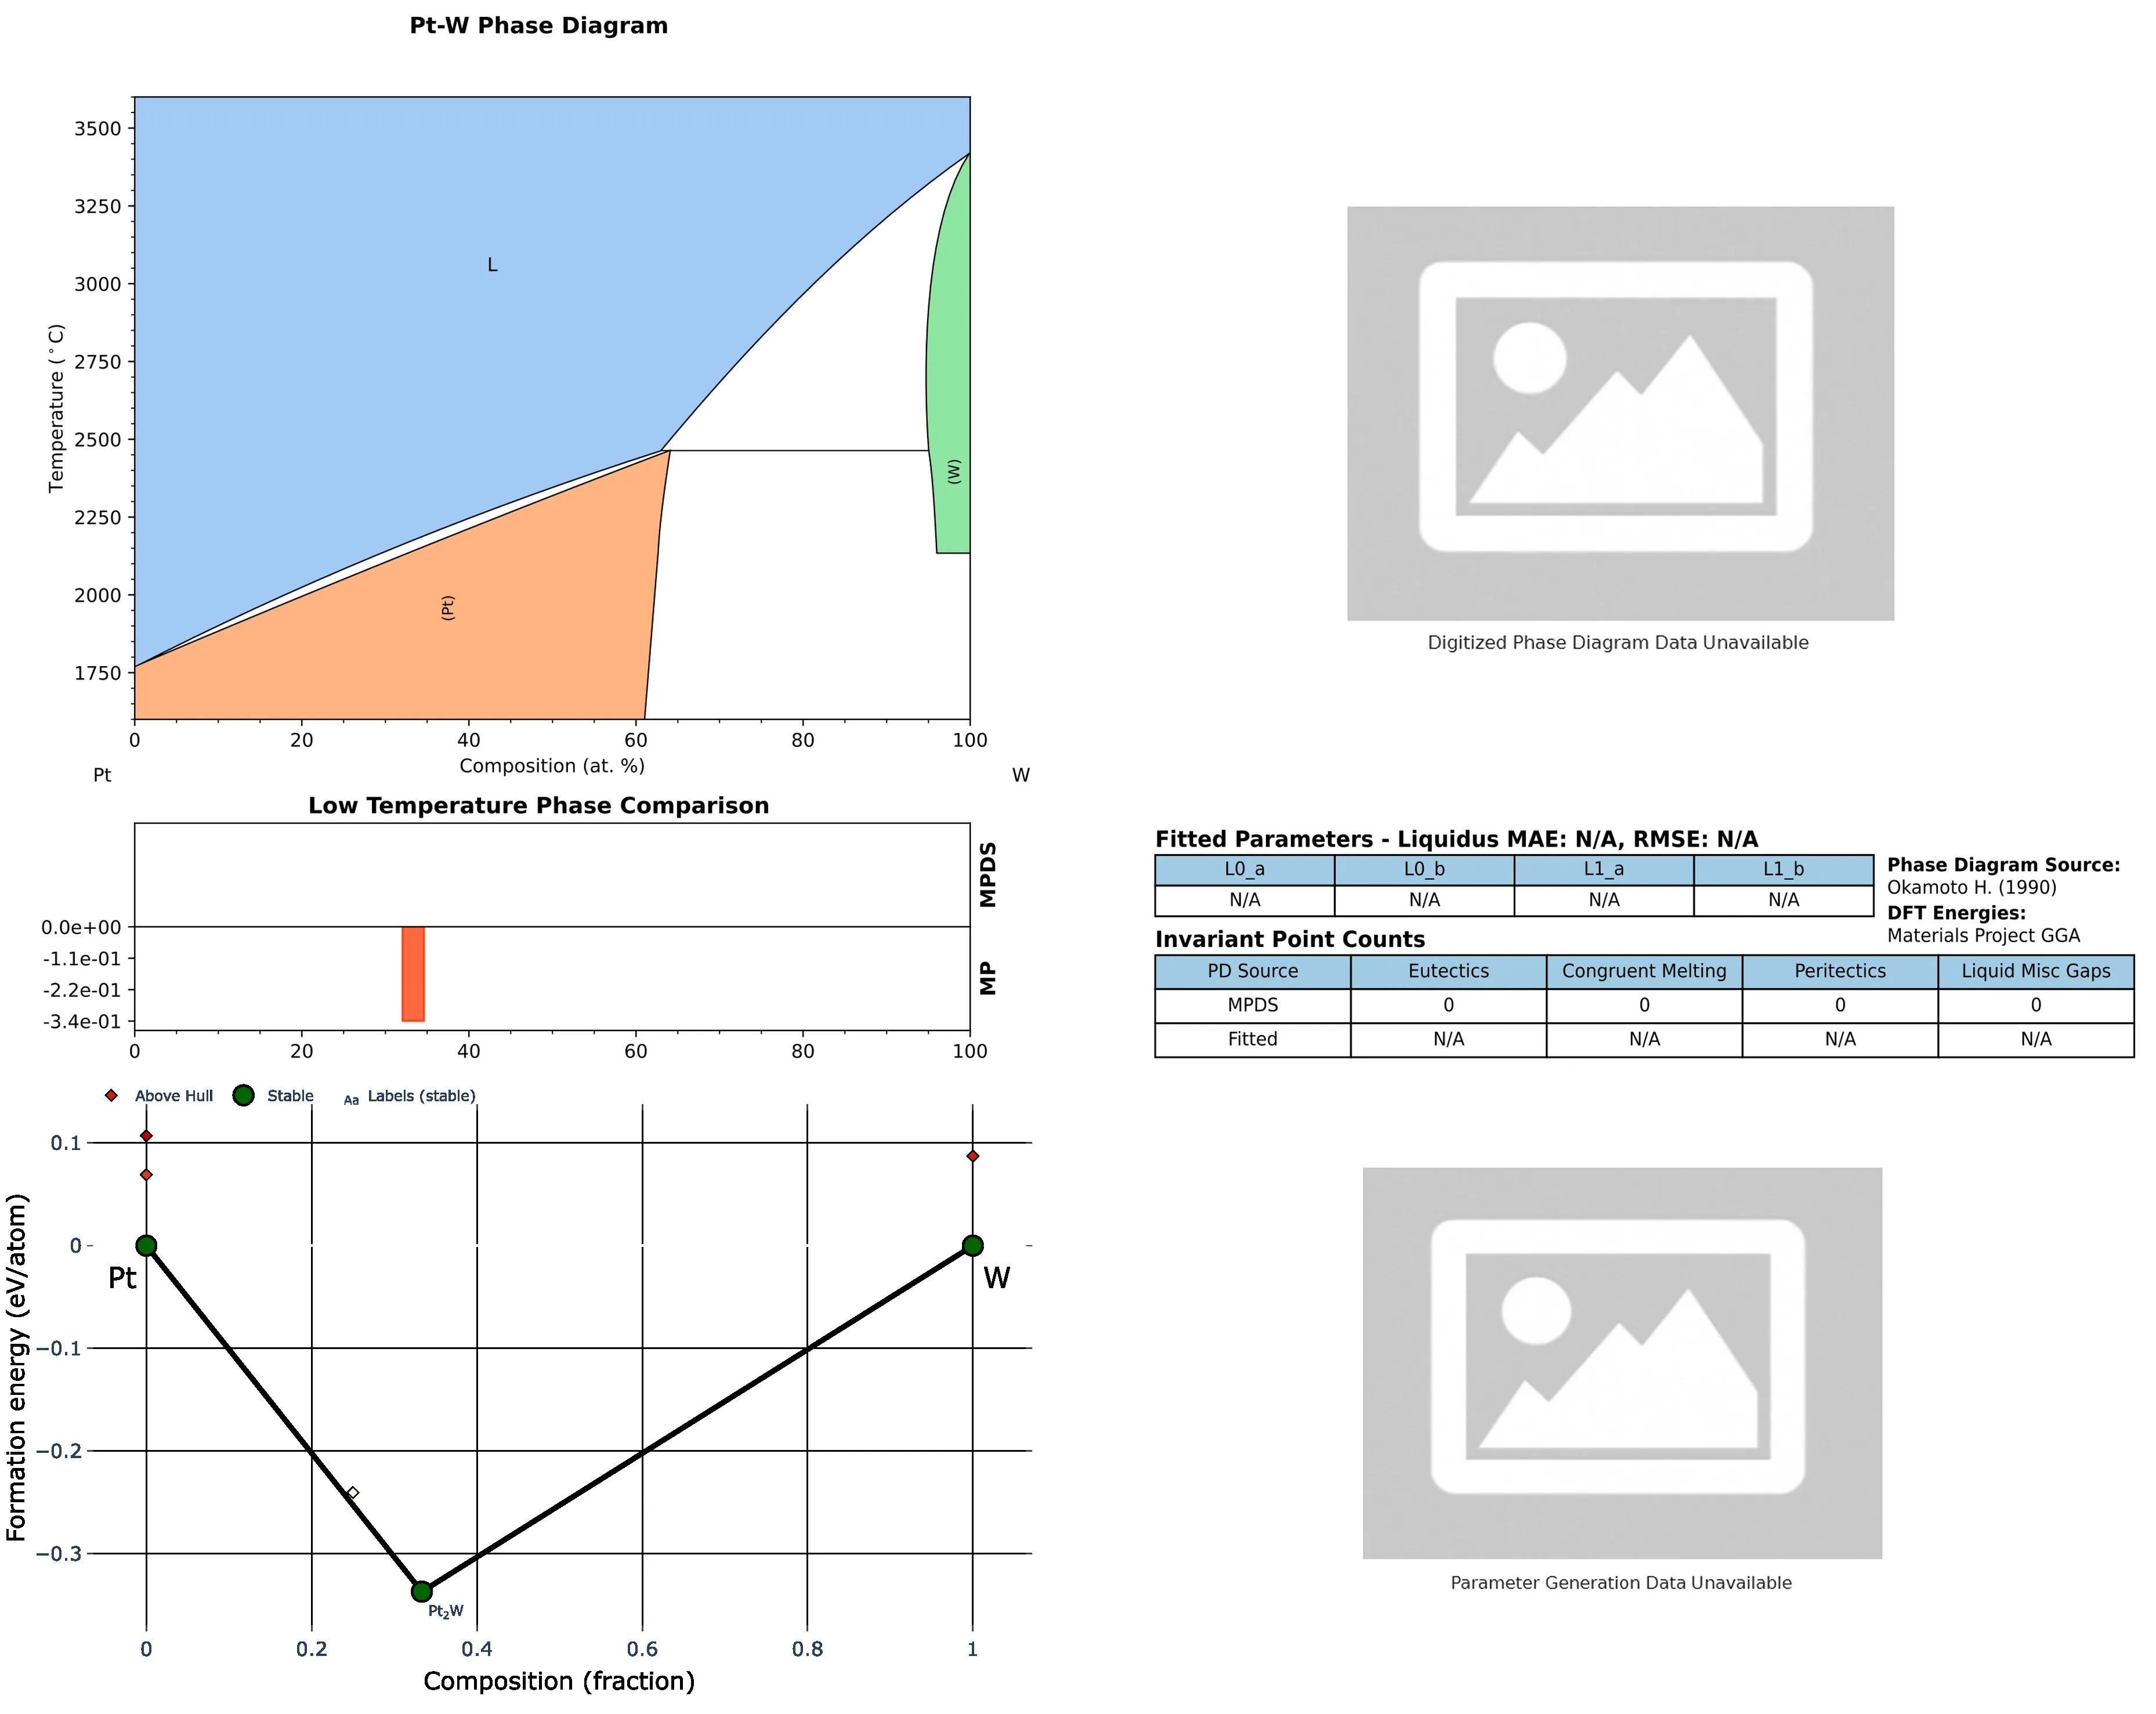 Pt-W Phase Diagram
3500
3250
3000
2750
2500
2250
2000
1750
Temperature (°C)
L
(Pt)
(W)
0 20 40 60 80 100
Composition (at. %)
Pt W
Digitized Phase Diagram Data Unavailable
Low Temperature Phase Comparison
MPDS
MP
0.0e+00
-1.1e-01
-2.2e-01
-3.4e-01
0 20 40 60 80 100
Fitted Parameters - Liquidus MAE: N/A, RMSE: N/A
L0_a L0_b L1_a L1_b
N/A N/A N/A N/A
Phase Diagram Source:
Okamoto H. (1990)
DFT Energies:
Materials Project GGA
Invariant Point Counts
PD Source Eutectics Congruent Melting Peritectics Liquid Misc Gaps
MPDS 0 0 0 0
Fitted N/A N/A N/A N/A
Above Hull Stable Aa Labels (stable)
0.1
0
−0.1
−0.2
−0.3
Formation energy (eV/atom)
Pt
W
Pt₂W
0 0.2 0.4 0.6 0.8 1
Composition (fraction)
Parameter Generation Data Unavailable